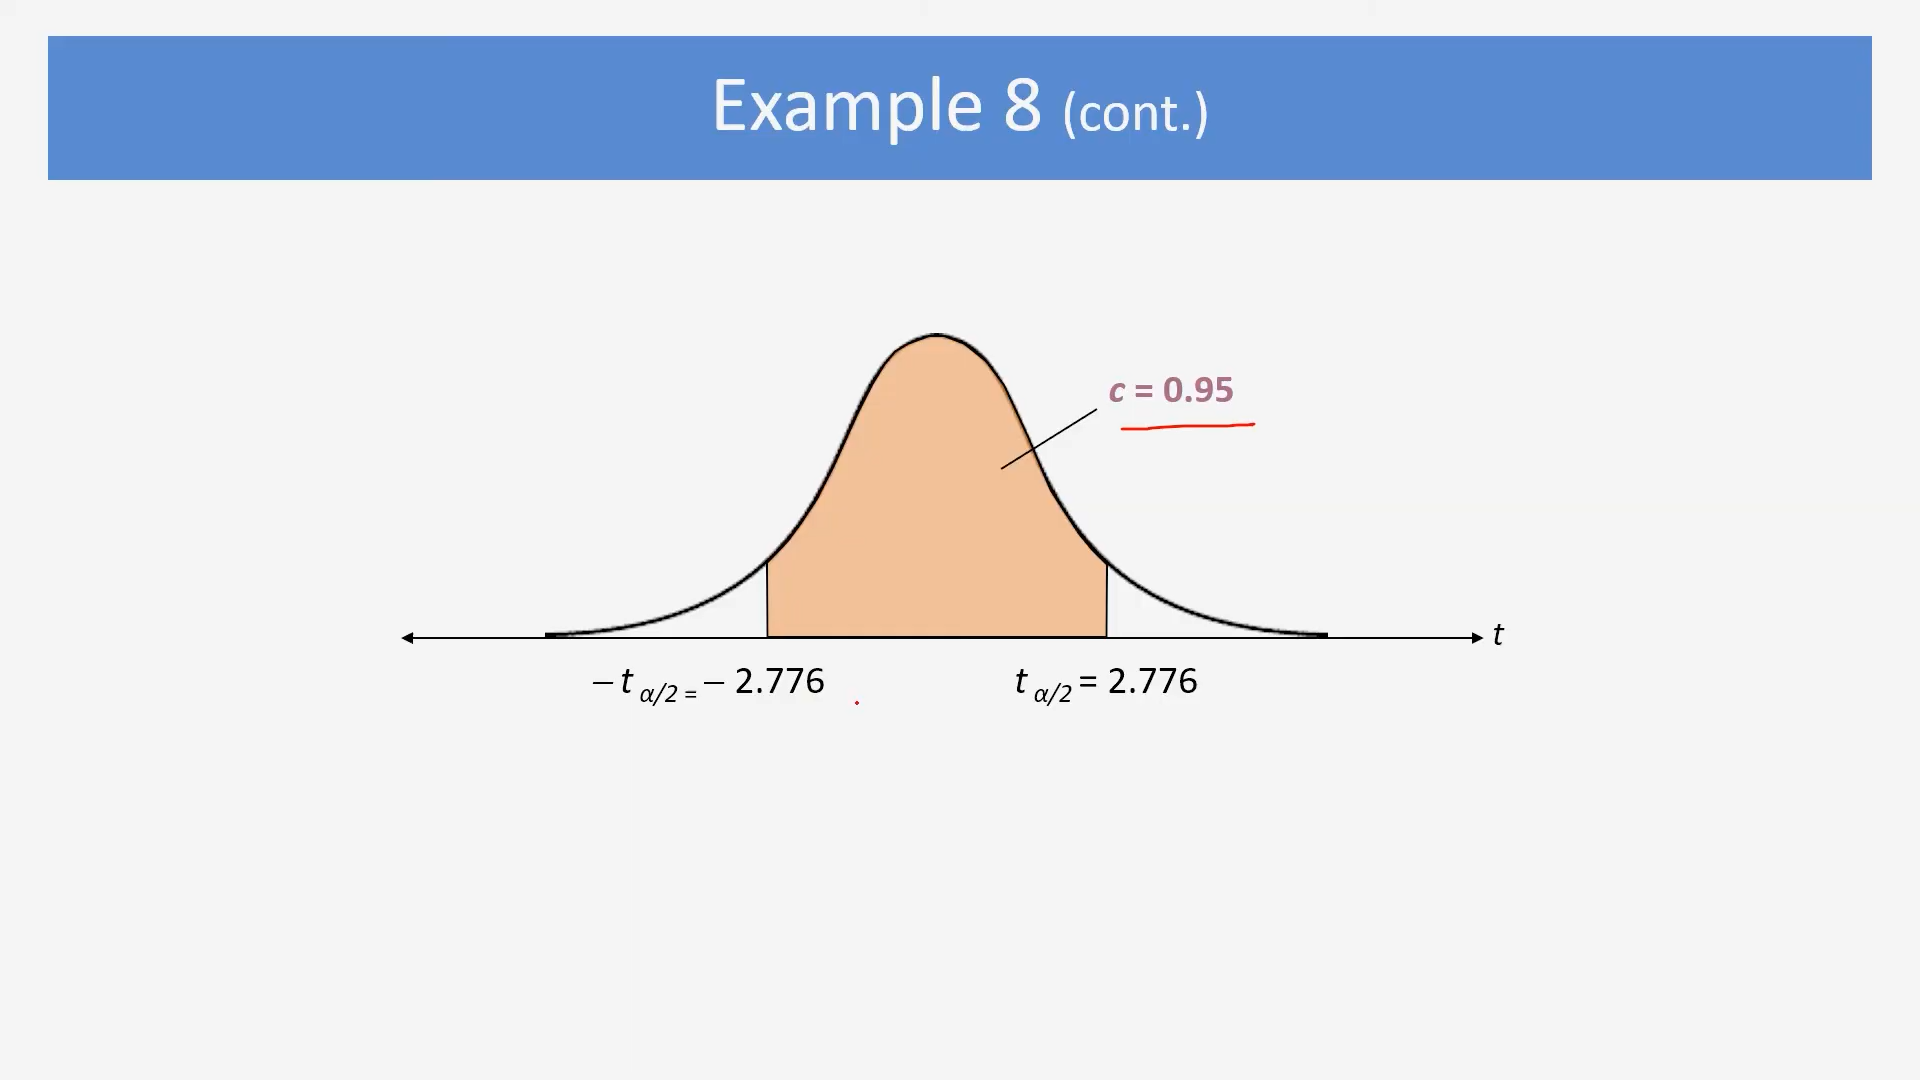 Example 8 (cont.)
c = 0.95
t
– t α/2 = – 2.776
t α/2 = 2.776